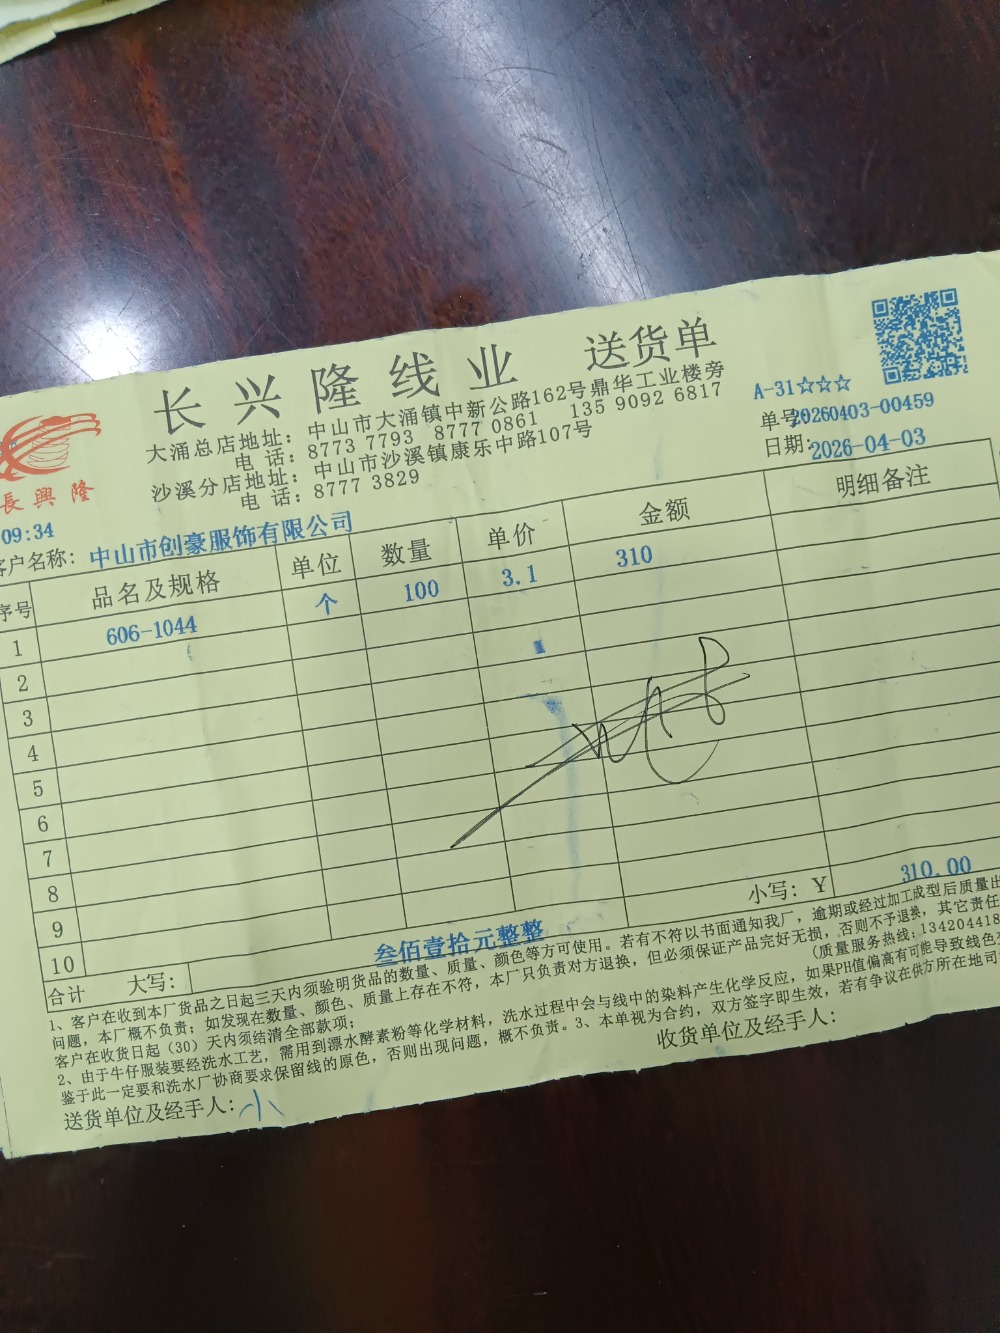 长兴隆线业 送货单
大涌总店地址：中山市大涌镇中新公路162号鼎华工业楼旁
电 话：8773 7793 8777 0861 135 9092 6817
沙溪分店地址：中山市沙溪镇康乐中路107号
电 话：8777 3829
A-31☆☆☆
单号:20260403-00459
日期:2026-04-03
長興隆
09:34
客户名称：中山市创豪服饰有限公司
序号 品名及规格 单位 数量 单价 金额 明细备注
1 606-1044 个 100 3.1 310
2
3
4
5
6
7
8
9
10
合计 大写：叁佰壹拾元整整 小写：￥ 310.00
1、客户在收到本厂货品之日起三天内须验明货品的数量、质量、颜色等方可使用。若有不符以书面通知我厂，逾期或经过加工成型后质量出
问题，本厂概不负责；如发现在数量、颜色、质量上存在不符，本厂只负责对方退换，但必须保证产品完好无损，否则不予退换，其它责任
客户在收货日起（30）天内须结清全部款项；（质量服务热线：134204418
2、由于牛仔服装要经洗水工艺，需用到漂水酵素粉等化学材料，洗水过程中会与线中的染料产生化学反应，如果PH值偏高有可能导致线色
鉴于此一定要和洗水厂协商要求保留线的原色，否则出现问题，概不负责。3、本单视为合约，双方签字即生效，若有争议在供方所在地司
送货单位及经手人：小 收货单位及经手人：